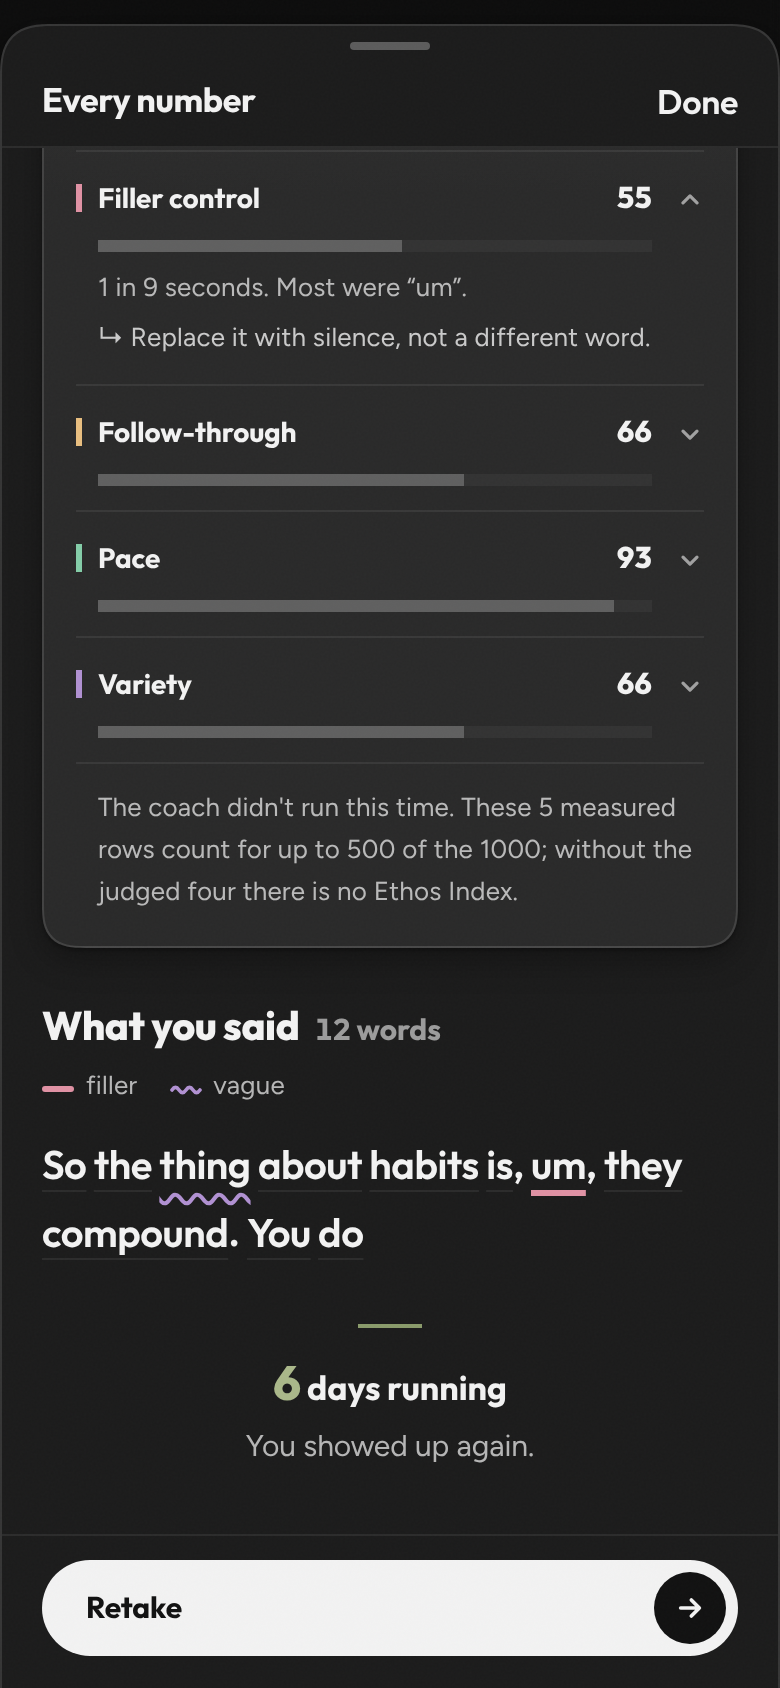 Every number
Done
Filler control 55
1 in 9 seconds. Most were “um”.
↳ Replace it with silence, not a different word.
Follow-through 66
Pace 93
Variety 66
The coach didn't run this time. These 5 measured
rows count for up to 500 of the 1000; without the
judged four there is no Ethos Index.
What you said 12 words
filler vague
So the thing about habits is, um, they
compound. You do
6 days running
You showed up again.
Retake